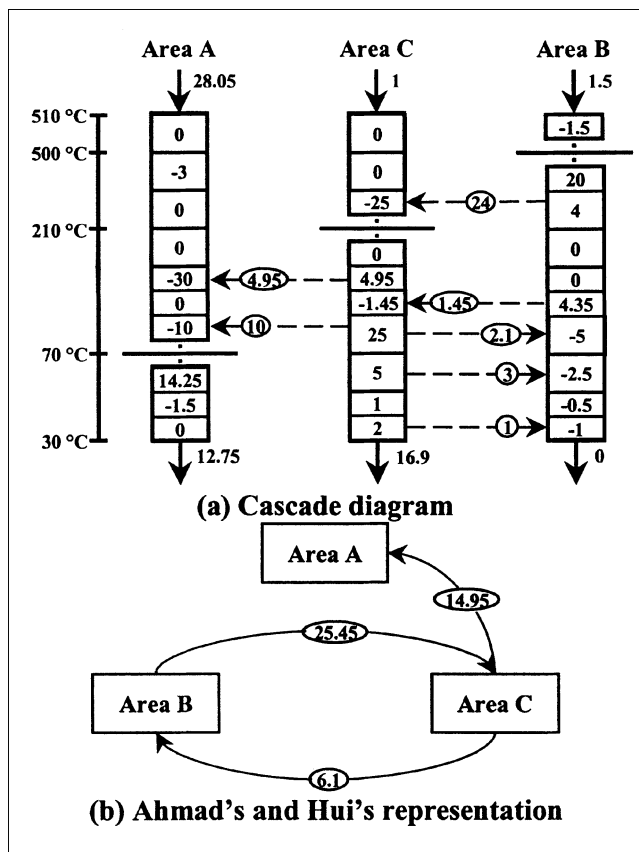 Area A Area C Area B
28.05 1 1.5
510 °C 0 0 -1.5
500 °C -3 0 20
0 -25 24 4
210 °C
0 0 0
-30 4.95 4.95 0
0 -1.45 1.45 4.35
-10 10 25 2.1 -5
70 °C
14.25 5 3 -2.5
-1.5 1 -0.5
30 °C 0 2 1 -1
12.75 16.9 0
(a) Cascade diagram
Area A
14.95
25.45
Area B Area C
6.1
(b) Ahmad's and Hui's representation